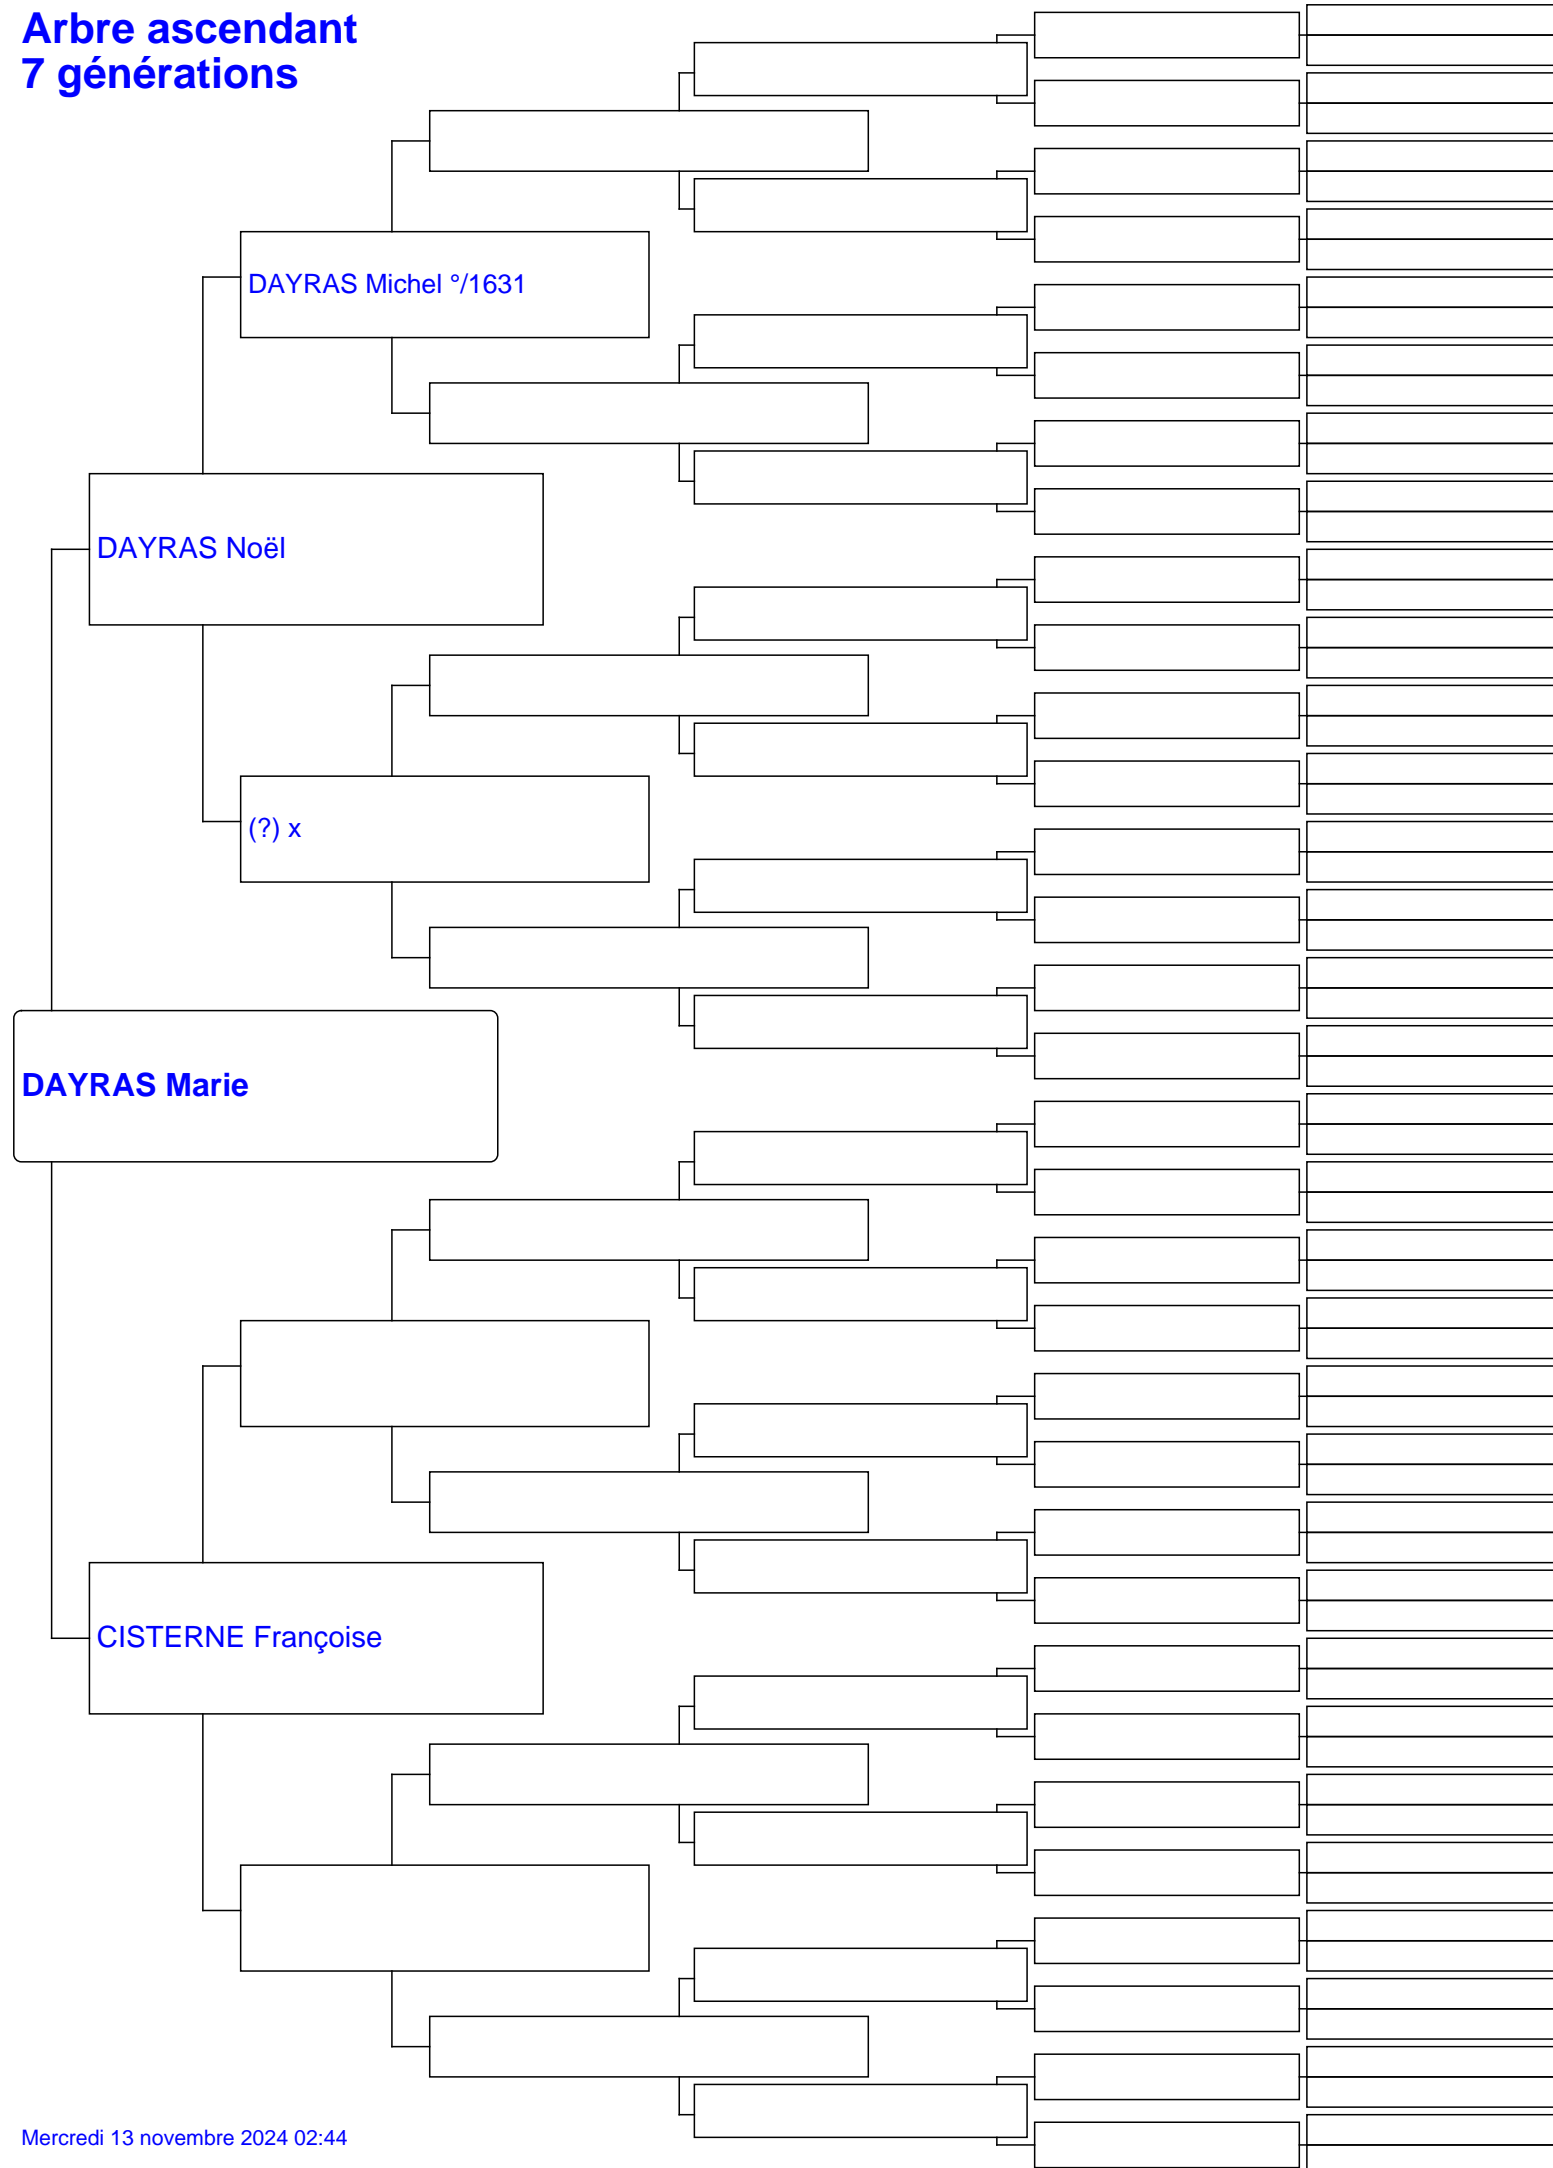 Arbre ascendant
7 générations
DAYRAS Michel °/1631
DAYRAS Noël
(?) x
DAYRAS Marie
CISTERNE Françoise
Mercredi 13 novembre 2024 02:44